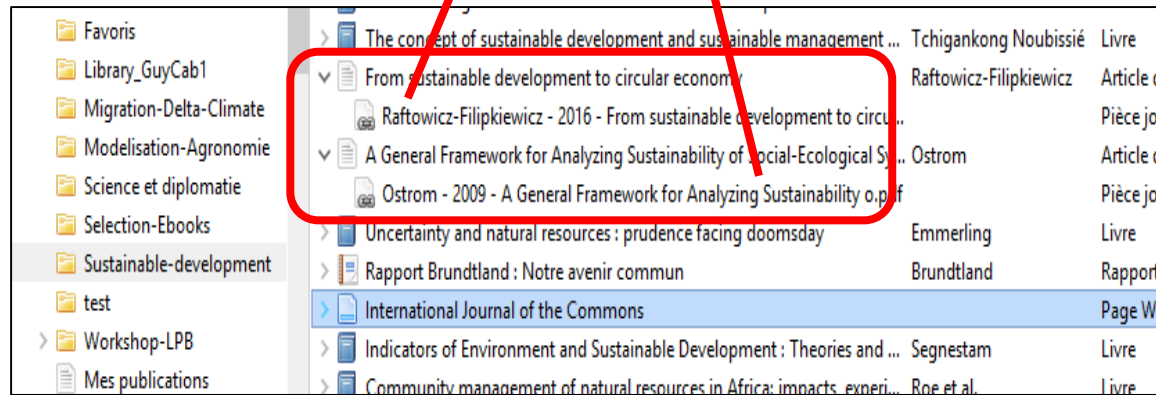 Favoris
Library_GuyCab1
Migration-Delta-Climate
Modelisation-Agronomie
Science et diplomatie
Selection-Ebooks
Sustainable-development
test
Workshop-LPB
Mes publications
The concept of sustainable development and sustainable management ... Tchigankong Noubissié Livre
From sustainable development to circular economy Raftowicz-Filipkiewicz Article d
Raftowicz-Filipkiewicz - 2016 - From sustainable development to circu... Pièce jo
A General Framework for Analyzing Sustainability of Social-Ecological Sy... Ostrom Article d
Ostrom - 2009 - A General Framework for Analyzing Sustainability o.pdf Pièce jo
Uncertainty and natural resources : prudence facing doomsday Emmerling Livre
Rapport Brundtland : Notre avenir commun Brundtland Rapport
International Journal of the Commons Page W
Indicators of Environment and Sustainable Development : Theories and ... Segnestam Livre
Community management of natural resources in Africa: impacts, experi... Roe et al. Livre